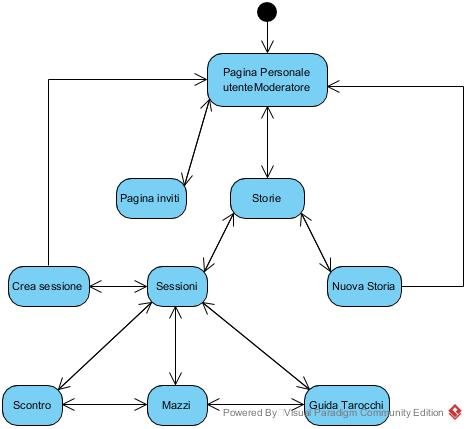 Pagina Personale
utenteModeratore
Pagina inviti
Storie
Crea sessione
Sessioni
Nuova Storia
Scontro
Mazzi
Guida Tarocchi
Powered By Visual Paradigm Community Edition